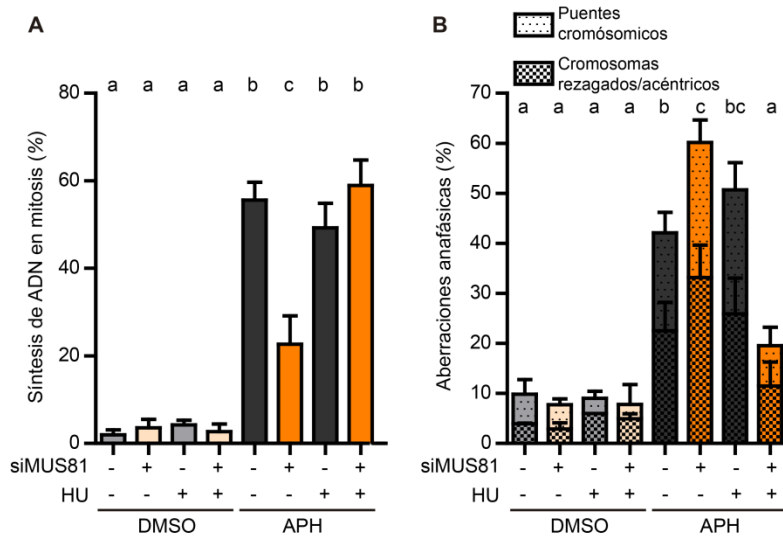 A
Síntesis de ADN en mitosis (%)
80
60
40
20
0
a a a a b c b b
siMUS81 - + - + - + - +
HU - - + + - - + +
DMSO APH
B
Puentes
cromósomicos
Cromosomas
rezagados/acéntricos
Aberraciones anafásicas (%)
70
60
50
40
30
20
10
0
a a a a b c bc a
siMUS81 - + - + - + - +
HU - - + + - - + +
DMSO APH